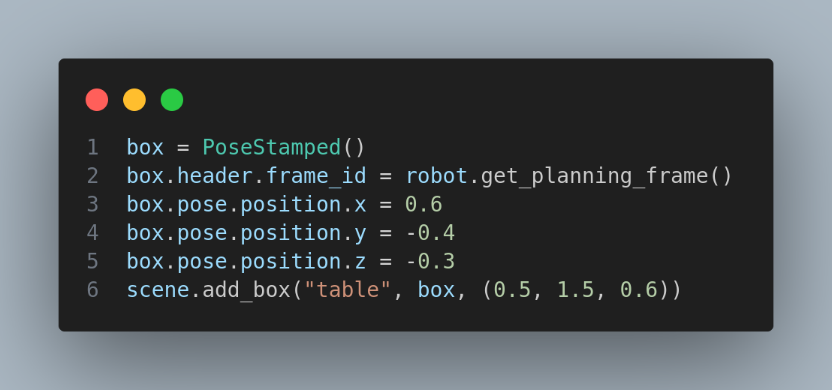 1 box = PoseStamped()
2 box.header.frame_id = robot.get_planning_frame()
3 box.pose.position.x = 0.6
4 box.pose.position.y = -0.4
5 box.pose.position.z = -0.3
6 scene.add_box("table", box, (0.5, 1.5, 0.6))